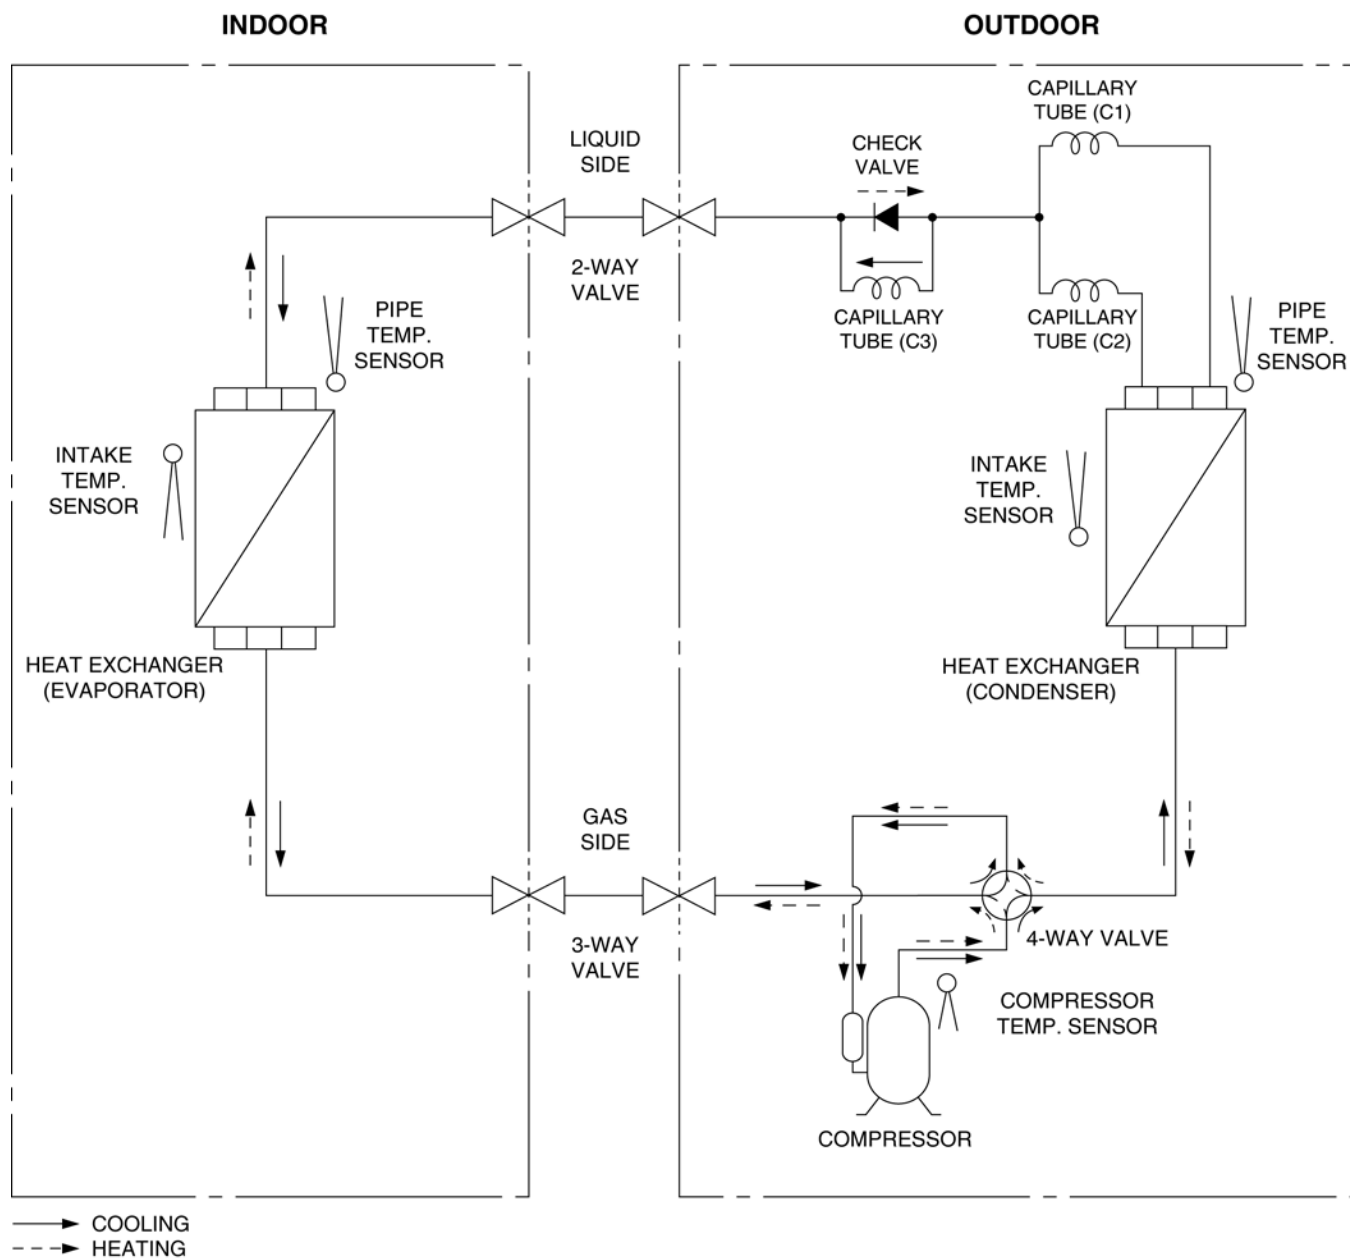 INDOOR
OUTDOOR
CAPILLARY
TUBE (C1)
LIQUID
SIDE
CHECK
VALVE
2-WAY
VALVE
PIPE
TEMP.
SENSOR
CAPILLARY
TUBE (C3)
CAPILLARY
TUBE (C2)
PIPE
TEMP.
SENSOR
INTAKE
TEMP.
SENSOR
INTAKE
TEMP.
SENSOR
HEAT EXCHANGER
(EVAPORATOR)
HEAT EXCHANGER
(CONDENSER)
GAS
SIDE
3-WAY
VALVE
4-WAY VALVE
COMPRESSOR
TEMP. SENSOR
COMPRESSOR
COOLING
HEATING